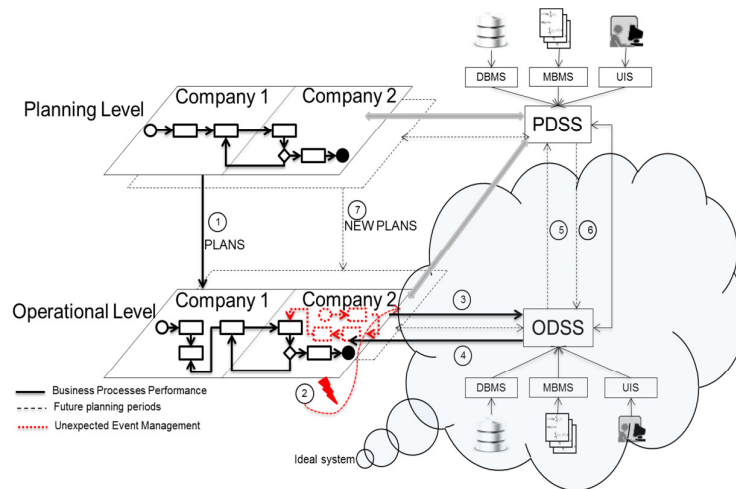 DBMS
MBMS
UIS
Planning Level
Company 1
Company 2
PDSS
1
PLANS
7
NEW PLANS
5
6
Operational Level
Company 1
Company 2
3
ODSS
4
2
DBMS
MBMS
UIS
Business Processes Performance
Future planning periods
Unexpected Event Management
Ideal system